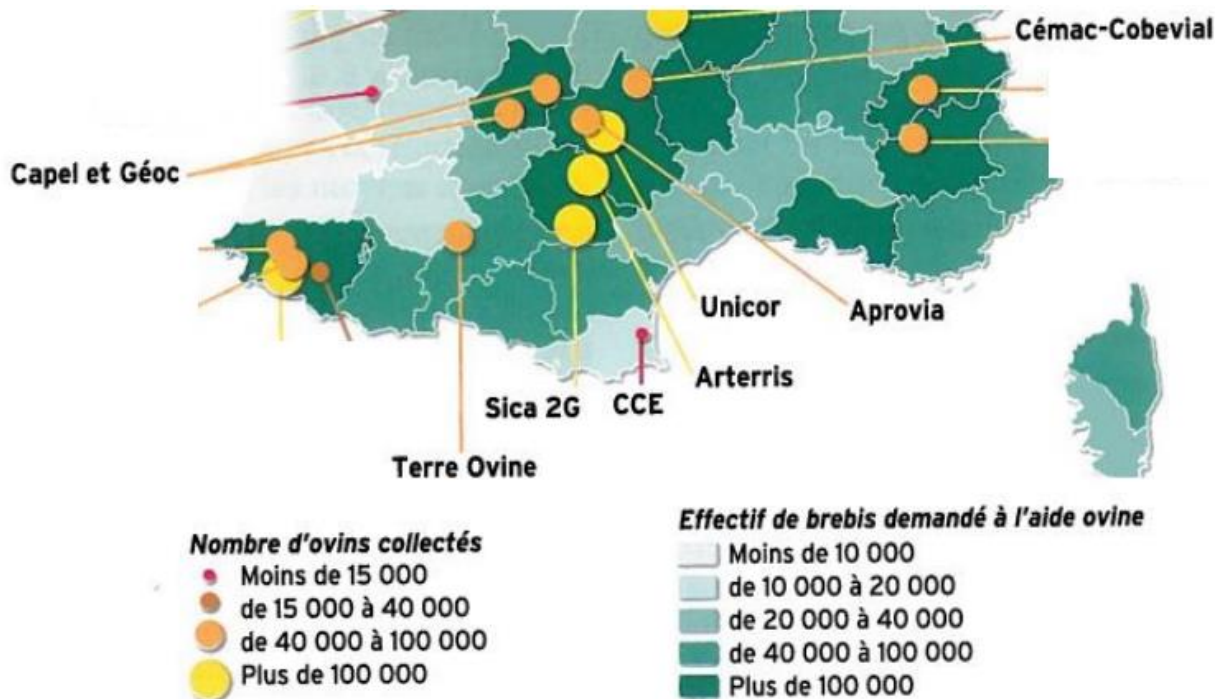 Cémac-Cobevial
Capel et Géoc
Unicor
Aprovia
Arterris
Sica 2G
CCE
Terre Ovine
Nombre d'ovins collectés
Moins de 15 000
de 15 000 à 40 000
de 40 000 à 100 000
Plus de 100 000
Effectif de brebis demandé à l'aide ovine
Moins de 10 000
de 10 000 à 20 000
de 20 000 à 40 000
de 40 000 à 100 000
Plus de 100 000